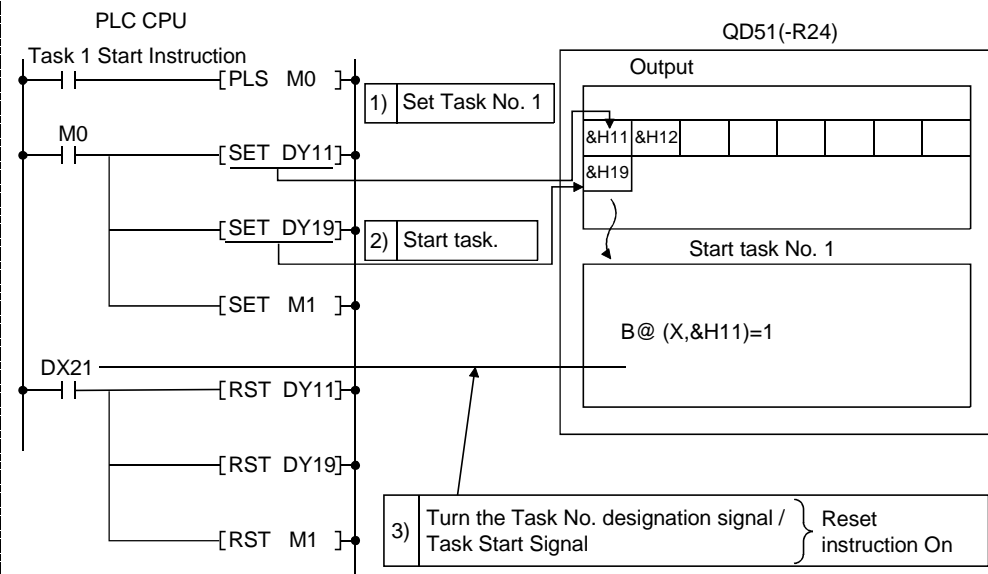 PLC CPU
QD51(-R24)
Task 1 Start Instruction
Output
[PLS M0 ]
1) Set Task No. 1
M0
[SET DY11]
&H11 &H12
&H19
[SET DY19]
2) Start task.
Start task No. 1
[SET M1 ]
B@ (X,&H11)=1
DX21
[RST DY11]
[RST DY19]
3) Turn the Task No. designation signal /
Task Start Signal
Reset
instruction On
[RST M1 ]